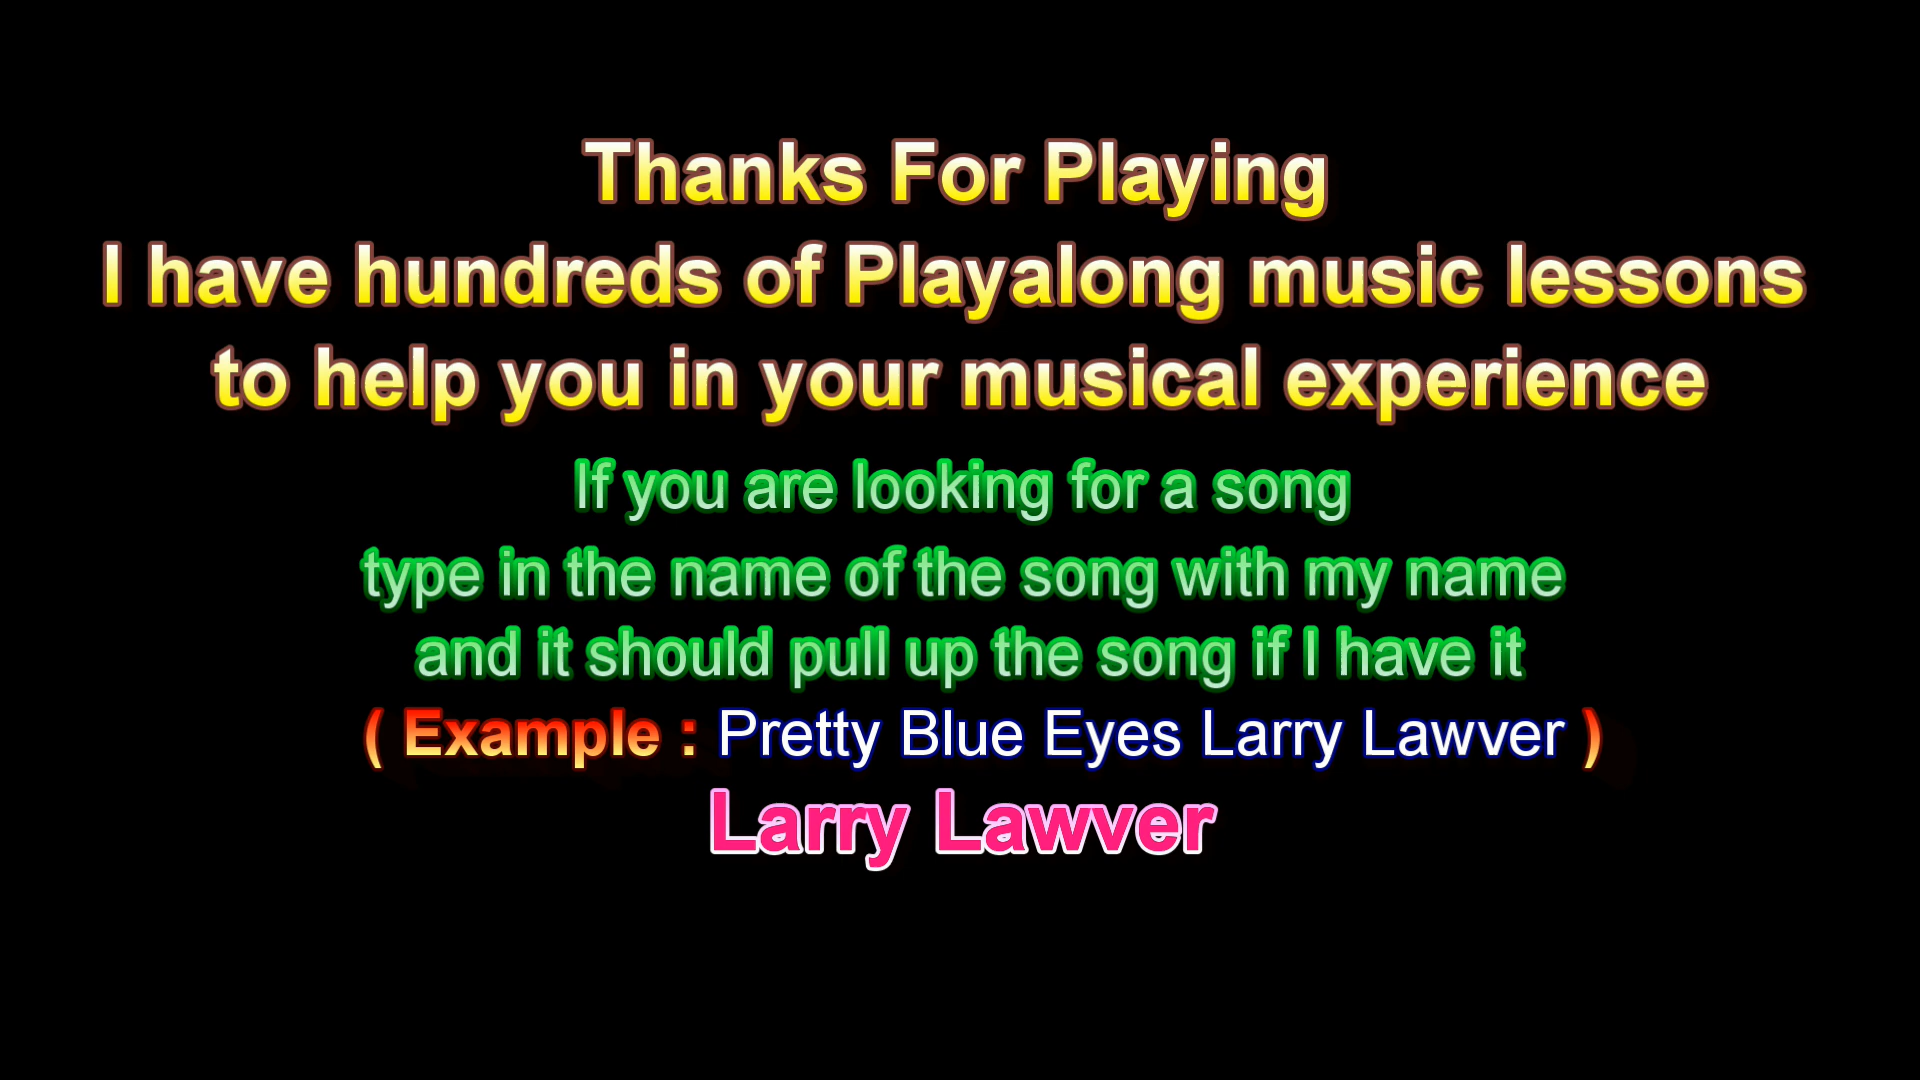 Thanks For Playing
I have hundreds of Playalong music lessons
to help you in your musical experience
If you are looking for a song
type in the name of the song with my name
and it should pull up the song if I have it
( Example : Pretty Blue Eyes Larry Lawver )
Larry Lawver